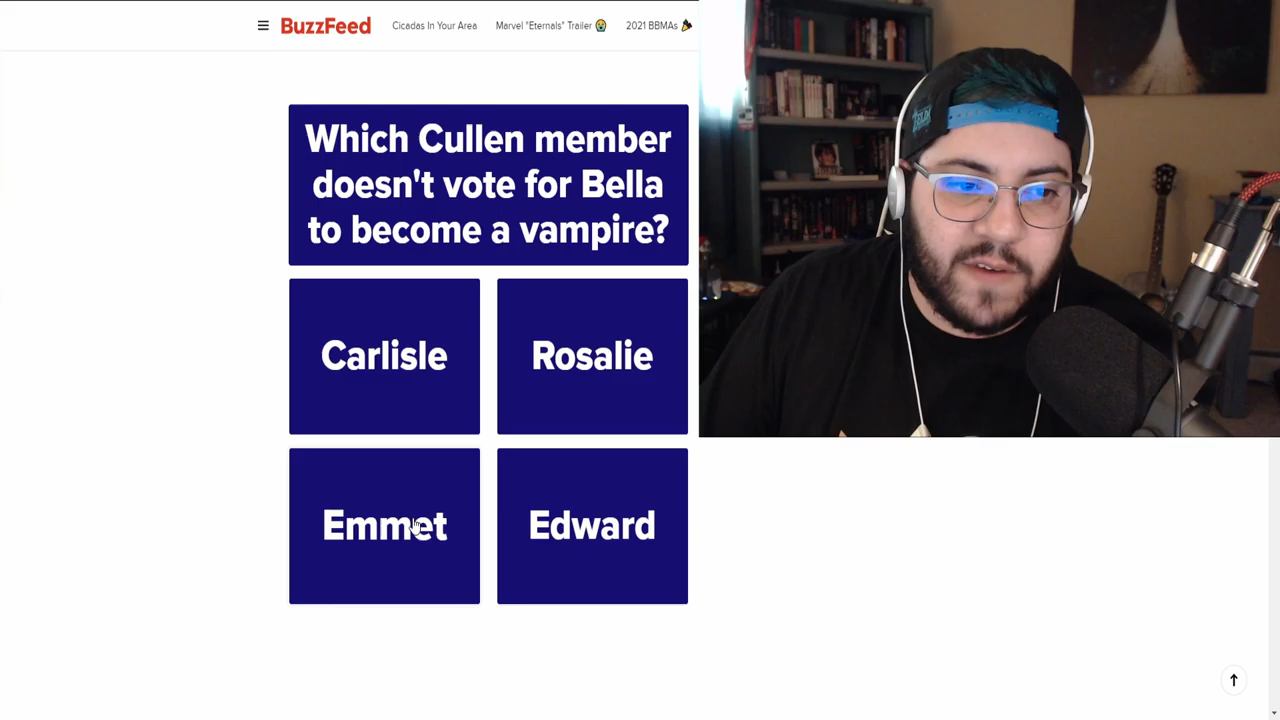 BuzzFeed
Cicadas In Your Area
Marvel "Eternals" Trailer 😭
2021 BBMAs 🎉
Which Cullen member
doesn't vote for Bella
to become a vampire?
Carlisle
Rosalie
Emmet
Edward